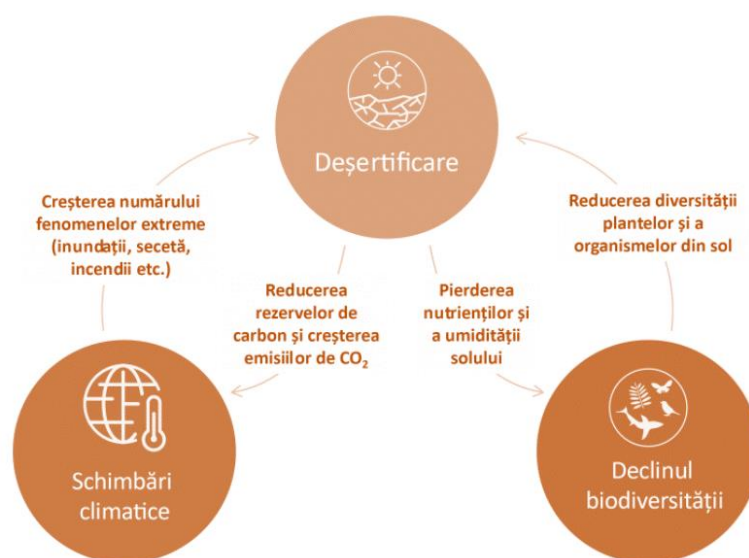 Deșertificare
Creșterea numărului
fenomenelor extreme
(inundații, secetă,
incendii etc.)
Reducerea diversității
plantelor și a
organismelor din sol
Reducerea
rezervelor de
carbon și creșterea
emisiilor de CO₂
Pierderea
nutrienților și
a umidității
solului
Schimbări
climatice
Declinul
biodiversității